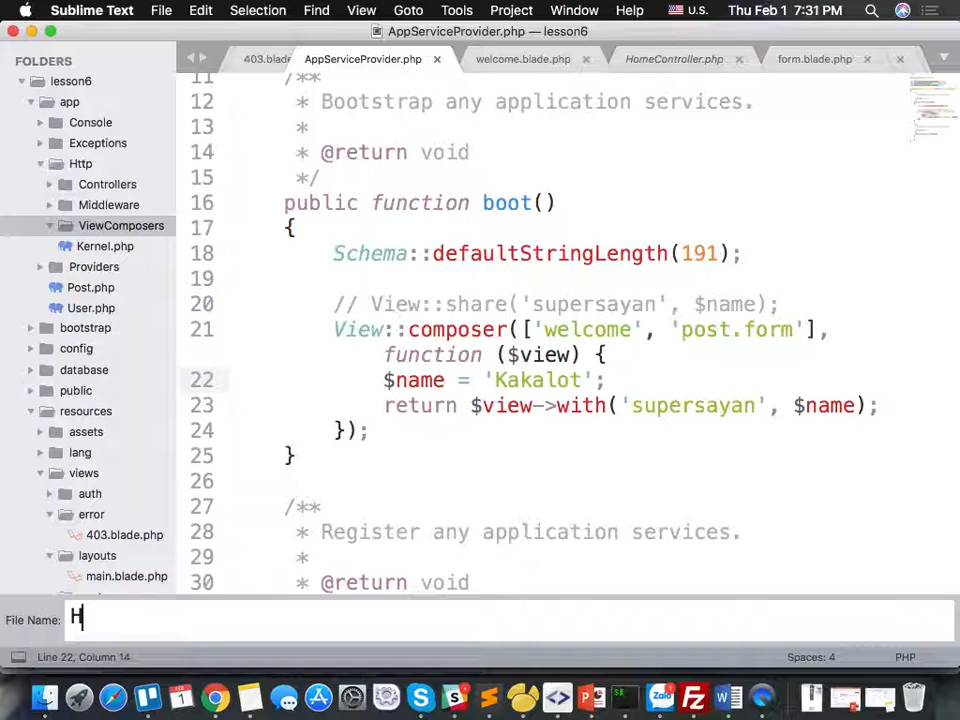 Sublime Text File Edit Selection Find View Goto Tools Project Window Help U.S. Thu Feb 1 7:31 PM
AppServiceProvider.php — lesson6
FOLDERS
lesson6
app
Console
Exceptions
Http
Controllers
Middleware
ViewComposers
Kernel.php
Providers
Post.php
User.php
bootstrap
config
database
public
resources
assets
lang
views
auth
error
403.blade.php
layouts
main.blade.php
403.blade AppServiceProvider.php × welcome.blade.php × HomeController.php × form.blade.php × ×
11 /**
12 * Bootstrap any application services.
13 *
14 * @return void
15 */
16 public function boot()
17 {
18 Schema::defaultStringLength(191);
19
20 // View::share('supersayan', $name);
21 View::composer(['welcome', 'post.form'],
function ($view) {
22 $name = 'Kakalot';
23 return $view->with('supersayan', $name);
24 });
25 }
26
27 /**
28 * Register any application services.
29 *
30 * @return void
File Name: H
Line 22, Column 14 Spaces: 4 PHP